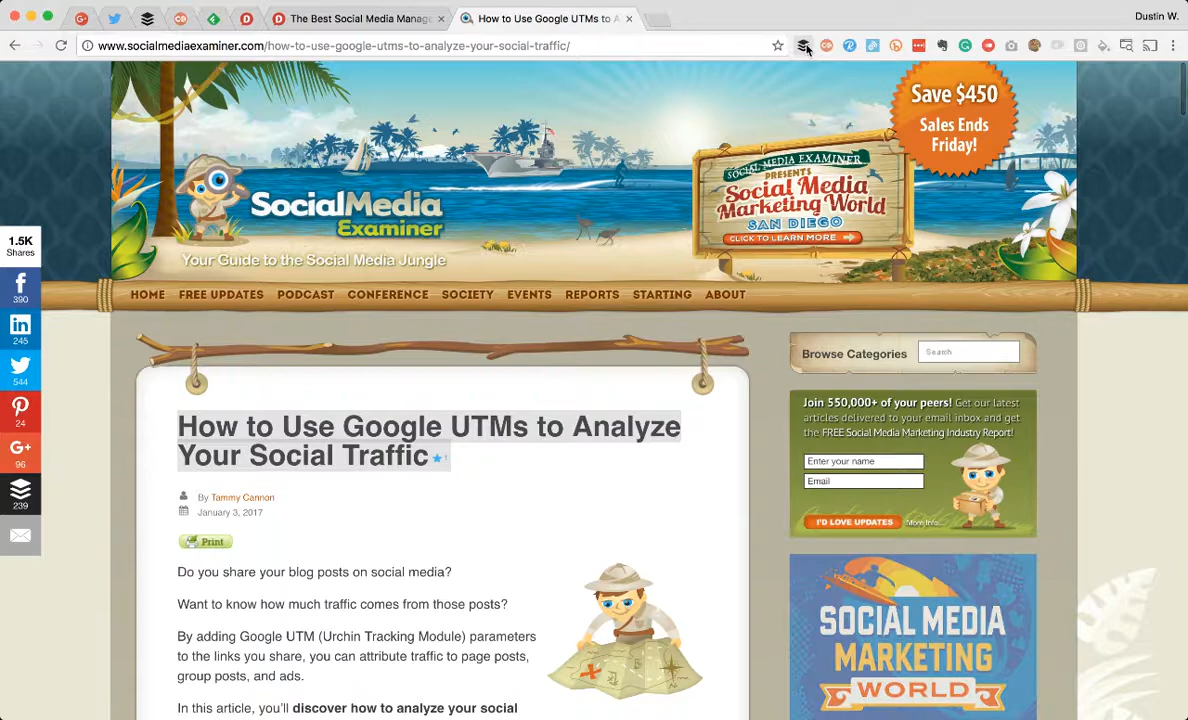 The Best Social Media Manag
How to Use Google UTMs to A
Dustin W.
www.socialmediaexaminer.com/how-to-use-google-utms-to-analyze-your-social-traffic/
Save $450
Sales Ends
Friday!
SOCIAL MEDIA EXAMINER
PRESENTS
Social Media
Marketing World
SAN DIEGO
CLICK TO LEARN MORE
SocialMedia
Examiner
Your Guide to the Social Media Jungle
HOME FREE UPDATES PODCAST CONFERENCE SOCIETY EVENTS REPORTS STARTING ABOUT
1.5K
Shares
390
245
544
24
G+
96
239
Browse Categories
Search
How to Use Google UTMs to Analyze
Your Social Traffic
By Tammy Cannon
January 3, 2017
Print
Do you share your blog posts on social media?
Want to know how much traffic comes from those posts?
By adding Google UTM (Urchin Tracking Module) parameters
to the links you share, you can attribute traffic to page posts,
group posts, and ads.
In this article, you'll discover how to analyze your social
Join 550,000+ of your peers! Get our latest
articles delivered to your email inbox and get
the FREE Social Media Marketing Industry Report!
Enter your name
Email
I'D LOVE UPDATES More Info...
SOCIAL MEDIA
MARKETING
WORLD